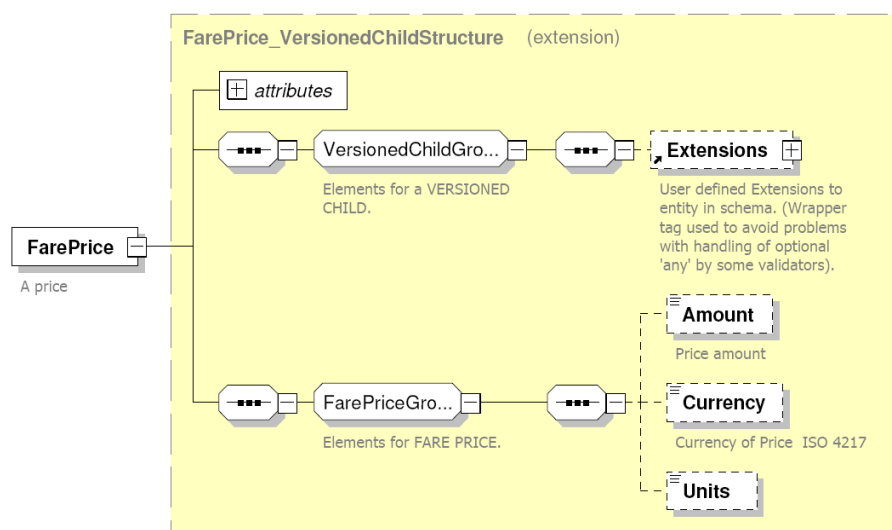 FarePrice_VersionedChildStructure (extension)
attributes
VersionedChildGro...
Extensions
Elements for a VERSIONED
CHILD.
User defined Extensions to
entity in schema. (Wrapper
tag used to avoid problems
with handling of optional
'any' by some validators).
FarePrice
A price
Amount
Price amount
FarePriceGro...
Currency
Elements for FARE PRICE.
Currency of Price ISO 4217
Units